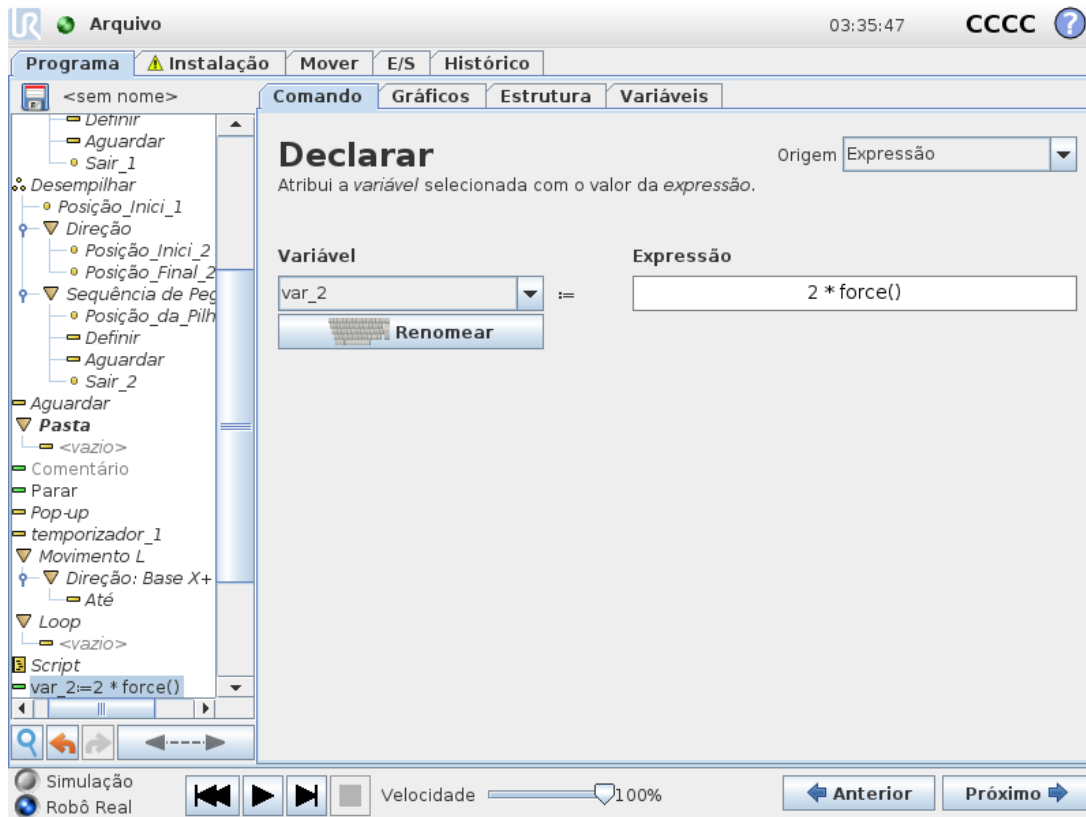 UR Arquivo 03:35:47 CCCC ?
Programa Instalação Mover E/S Histórico
<sem nome> Comando Gráficos Estrutura Variáveis
Definir
Aguardar
Sair_1
Desempilhar
Posição_Inici_1
Direção
Posição_Inici_2
Posição_Final_2
Sequência de Peg
Posição_da_Pilh
Definir
Aguardar
Sair_2
Aguardar
Pasta
<vazio>
Comentário
Parar
Pop-up
temporizador_1
Movimento L
Direção: Base X+
Até
Loop
<vazio>
Script
var_2:=2 * force()
Declarar
Origem Expressão
Atribui a variável selecionada com o valor da expressão.
Variável Expressão
var_2 := 2 * force()
Renomear
Simulação
Robô Real
Velocidade 100%
Anterior Próximo